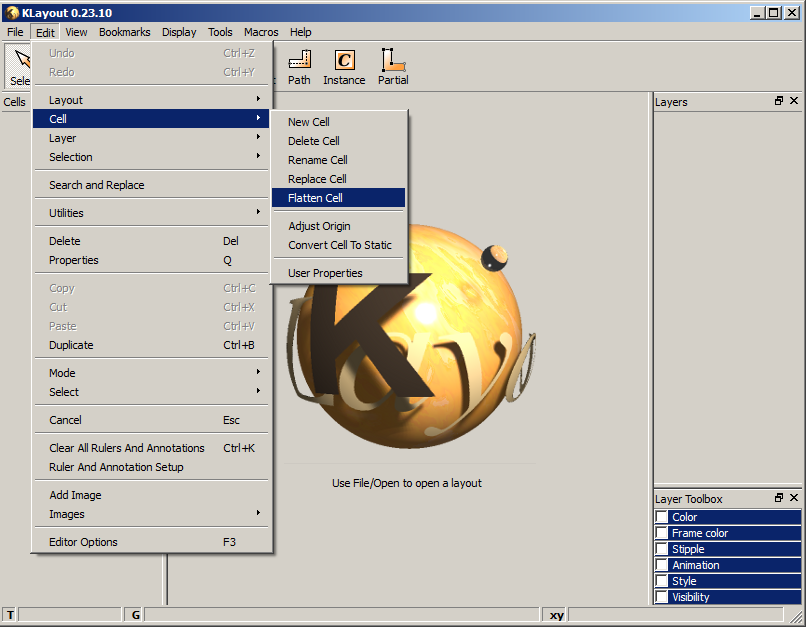 KLayout 0.23.10
File Edit View Bookmarks Display Tools Macros Help
Path Instance Partial
Cells
Undo Ctrl+Z
Redo Ctrl+Y
Layout
Cell
Layer
Selection
Search and Replace
Utilities
Delete Del
Properties Q
Copy Ctrl+C
Cut Ctrl+X
Paste Ctrl+V
Duplicate Ctrl+B
Mode
Select
Cancel Esc
Clear All Rulers And Annotations Ctrl+K
Ruler And Annotation Setup
Add Image
Images
Editor Options F3
New Cell
Delete Cell
Rename Cell
Replace Cell
Flatten Cell
Adjust Origin
Convert Cell To Static
User Properties
KLayout
Use File/Open to open a layout
Layers
Layer Toolbox
Color
Frame color
Stipple
Animation
Style
Visibility
T G xy